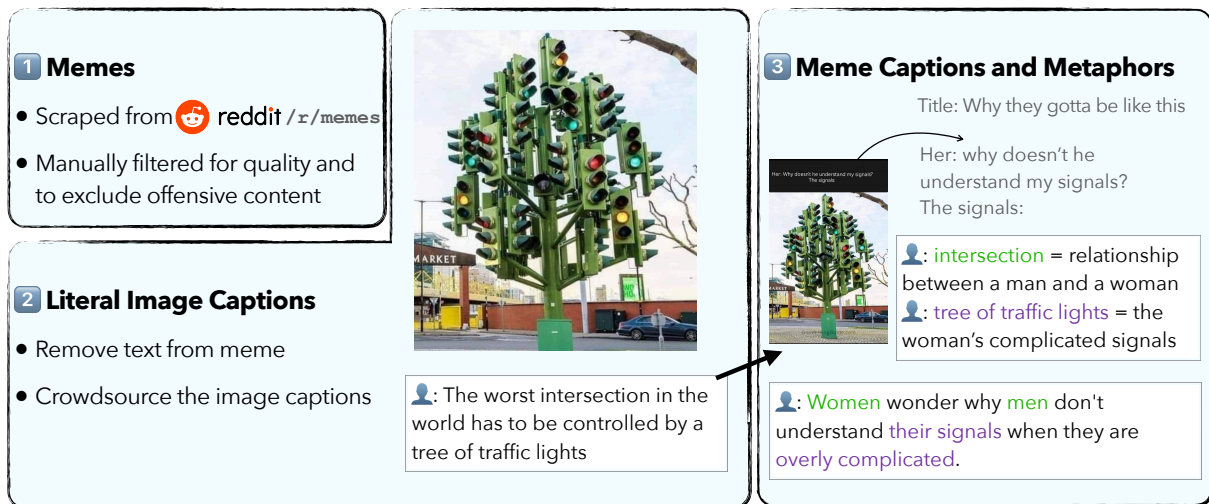 1 Memes
• Scraped from reddit /r/memes
• Manually filtered for quality and
to exclude offensive content
2 Literal Image Captions
• Remove text from meme
• Crowdsource the image captions
MARKET
: The worst intersection in the
world has to be controlled by a
tree of traffic lights
3 Meme Captions and Metaphors
Title: Why they gotta be like this
Her: why doesn't he
understand my signals?
The signals:
Her: Why doesn't he understand my signals?
The signals:
: intersection = relationship
between a man and a woman
: tree of traffic lights = the
woman's complicated signals
: Women wonder why men don't
understand their signals when they are
overly complicated.